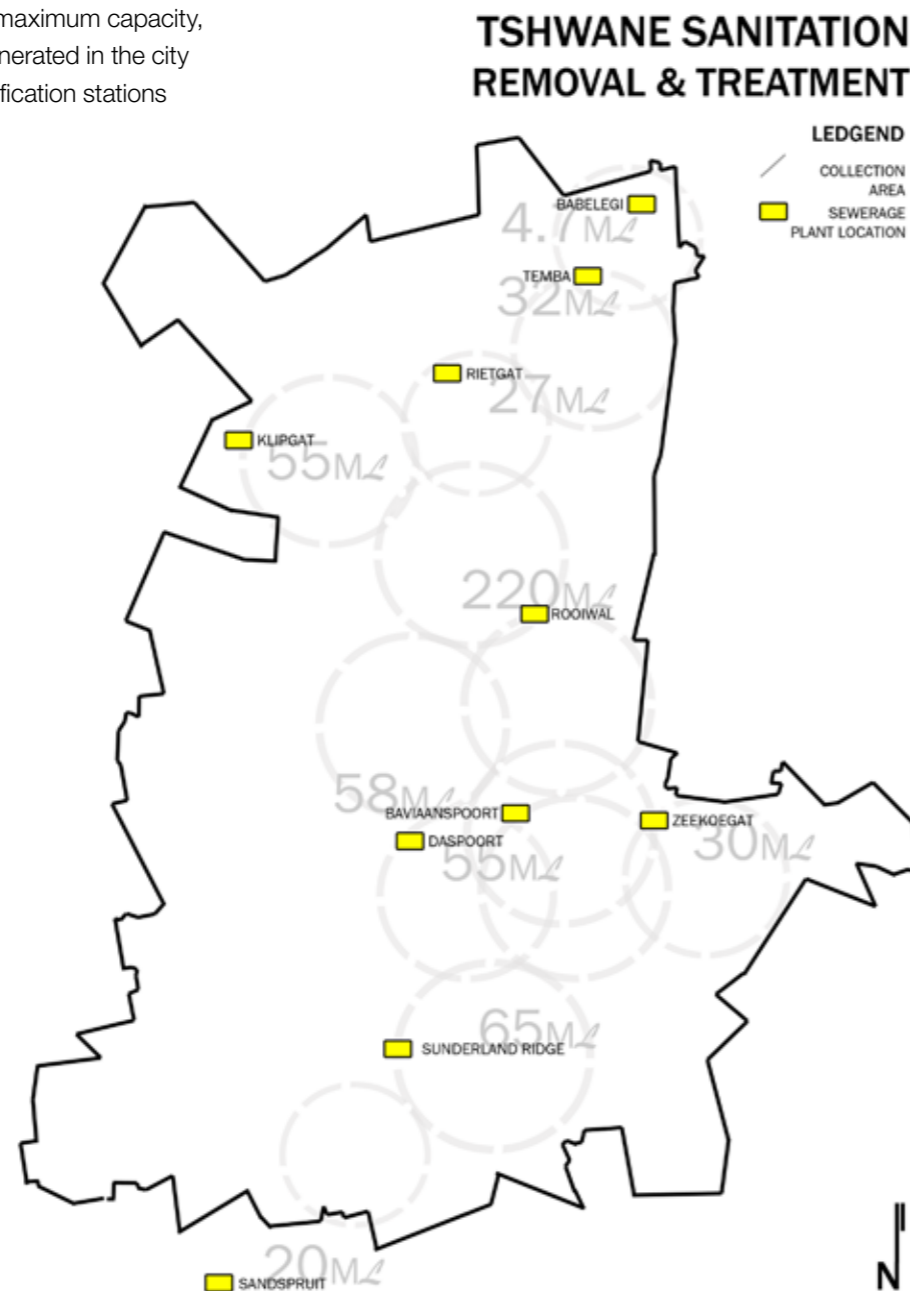 maximum capacity,
nerated in the city
fication stations
TSHWANE SANITATION
REMOVAL & TREATMENT
LEDGEND
COLLECTION
AREA
SEWERAGE
PLANT LOCATION
BABELEGI
4.7Mℒ
TEMBA
32Mℒ
RIETGAT
27Mℒ
KLIPGAT
55Mℒ
220Mℒ
ROOIWAL
58Mℒ
BAVIAANSPOORT
ZEEKOEGAT
DASPOORT
30Mℒ
55Mℒ
65Mℒ
SUNDERLAND RIDGE
20Mℒ
SANDSPRUIT
N